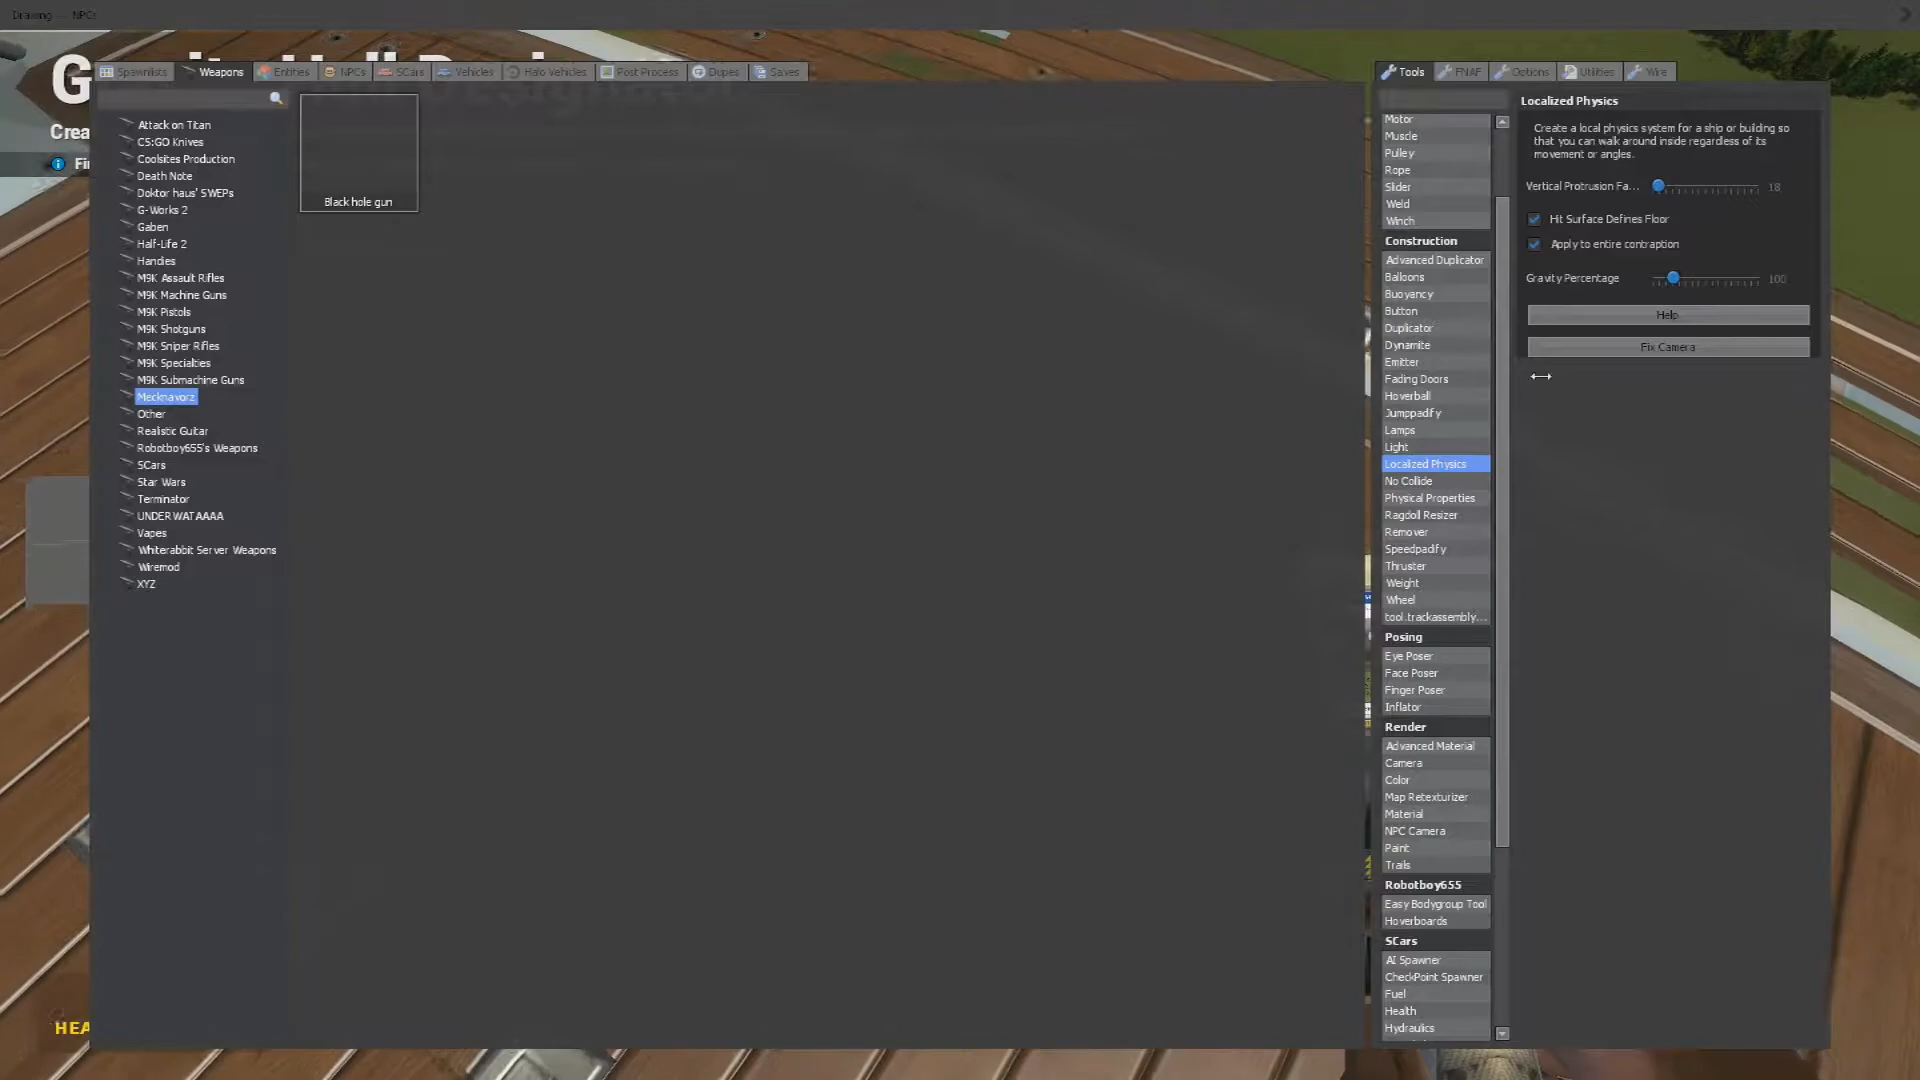 Drawing NPCs
G
Crea
Fir
HEA
Spawnlists
Weapons
Entities
NPCs
SCars
Vehicles
Halo Vehicles
Post Process
Dupes
Saves
Attack on Titan
CS:GO Knives
Coolsites Production
Death Note
Doktor haus' SWEPs
G-Works 2
Gaben
Half-Life 2
Handies
M9K Assault Rifles
M9K Machine Guns
M9K Pistols
M9K Shotguns
M9K Sniper Rifles
M9K Specialties
M9K Submachine Guns
Mecknavorz
Other
Realistic Guitar
Robotboy655's Weapons
SCars
Star Wars
Terminator
UNDER WATAAAA
Vapes
Whiterabbit Server Weapons
Wiremod
XYZ
Black hole gun
Tools
FNAF
Options
Utilities
Wire
Motor
Muscle
Pulley
Rope
Slider
Weld
Winch
Construction
Advanced Duplicator
Balloons
Buoyancy
Button
Duplicator
Dynamite
Emitter
Fading Doors
Hoverball
Jumppadify
Lamps
Light
Localized Physics
No Collide
Physical Properties
Ragdoll Resizer
Remover
Speedpadify
Thruster
Weight
Wheel
tool.trackassembly...
Posing
Eye Poser
Face Poser
Finger Poser
Inflator
Render
Advanced Material
Camera
Color
Map Retexturizer
Material
NPC Camera
Paint
Trails
Robotboy655
Easy Bodygroup Tool
Hoverboards
SCars
AI Spawner
CheckPoint Spawner
Fuel
Health
Hydraulics
Localized Physics
Create a local physics system for a ship or building so
that you can walk around inside regardless of its
movement or angles.
Vertical Protrusion Fa... 18
Hit Surface Defines Floor
Apply to entire contraption
Gravity Percentage 100
Help
Fix Camera